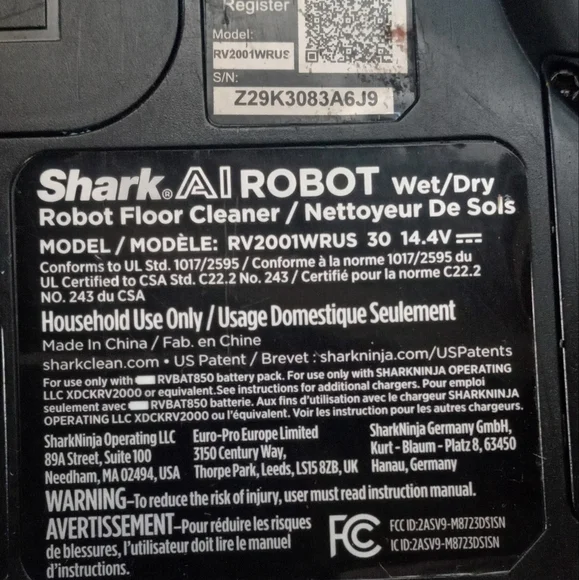 Register
Model:
RV2001WRUS
S/N:
Z29K3083A6J9
Shark® AI ROBOT Wet/Dry
Robot Floor Cleaner / Nettoyeur De Sols
MODEL / MODÈLE: RV2001WRUS 30 14.4V
Conforms to UL Std. 1017/2595 / Conforme à la norme 1017/2595 du
UL Certified to CSA Std. C22.2 No. 243 / Certifié pour la norme C22.2
NO. 243 du CSA
Household Use Only / Usage Domestique Seulement
Made In China / Fab. en Chine
sharkclean.com • US Patent / Brevet : sharkninja.com/USPatents
For use only with RVBAT850 battery pack. For use only with SHARKNINJA OPERATING
LLC XDCKRV2000 or equivalent.See instructions for additional chargers. Pour emploi
seulement avec RVBAT850 batterie. Aux fins d'utilisation avec le chargeur SHARKNINJA
OPERATING LLC XDCKRV2000 ou l'équivalent. Voir les instruction pour les autres chargeurs.
SharkNinja Operating LLC
89A Street, Suite 100
Needham, MA 02494, USA
Euro-Pro Europe Limited
3150 Century Way,
Thorpe Park, Leeds, LS15 8ZB, UK
SharkNinja Germany GmbH,
Kurt - Blaum - Platz 8, 63450
Hanau, Germany
WARNING–To reduce the risk of injury, user must read instruction manual.
AVERTISSEMENT–Pour réduire les risques
de blessures, l'utilisateur doit lire le manuel
d'instructions.
FC
FCC ID:2ASV9-M8723DS1SN
IC ID:2ASV9-M8723DS1SN